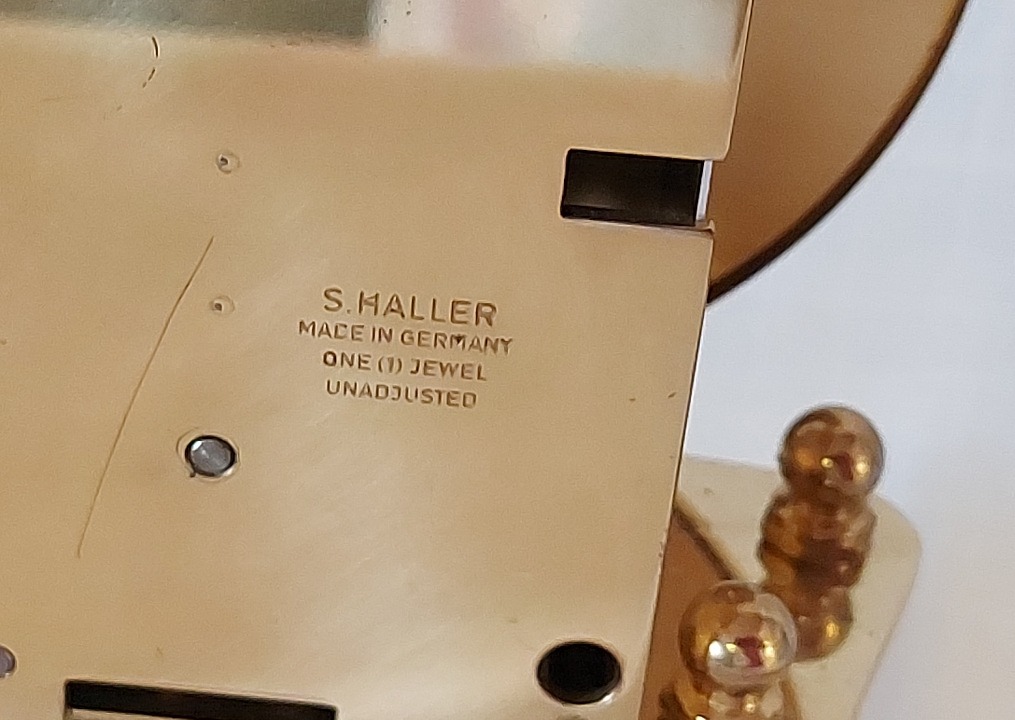 S. HALLER
MADE IN GERMANY
ONE (1) JEWEL
UNADJUSTED